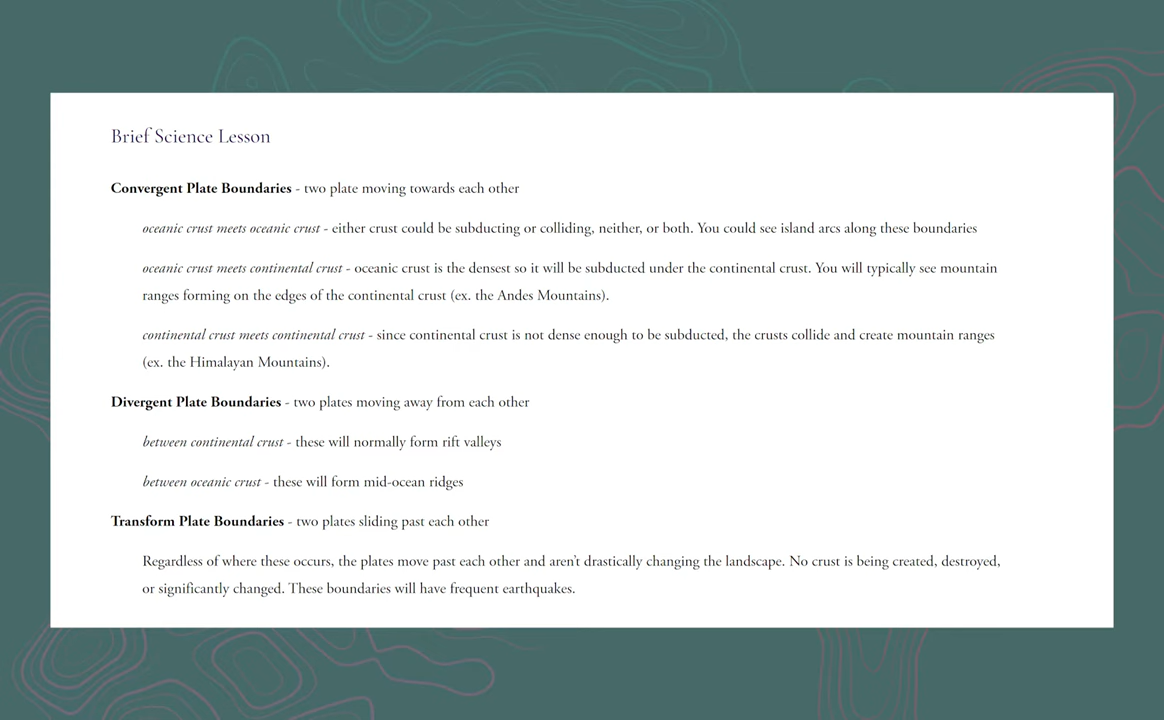 Brief Science Lesson
Convergent Plate Boundaries - two plate moving towards each other
oceanic crust meets oceanic crust - either crust could be subducting or colliding, neither, or both. You could see island arcs along these boundaries
oceanic crust meets continental crust - oceanic crust is the densest so it will be subducted under the continental crust. You will typically see mountain
ranges forming on the edges of the continental crust (ex. the Andes Mountains).
continental crust meets continental crust - since continental crust is not dense enough to be subducted, the crusts collide and create mountain ranges
(ex. the Himalayan Mountains).
Divergent Plate Boundaries - two plates moving away from each other
between continental crust - these will normally form rift valleys
between oceanic crust - these will form mid-ocean ridges
Transform Plate Boundaries - two plates sliding past each other
Regardless of where these occurs, the plates move past each other and aren't drastically changing the landscape. No crust is being created, destroyed,
or significantly changed. These boundaries will have frequent earthquakes.